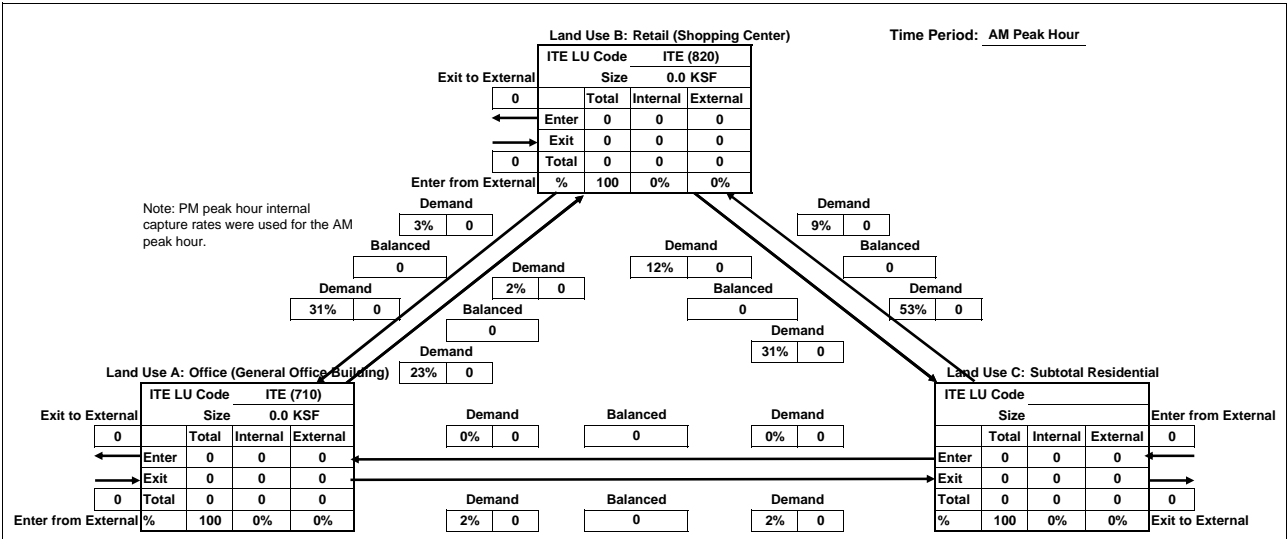 Land Use B: Retail (Shopping Center)
Time Period: AM Peak Hour
ITE LU Code ITE (820)
Exit to External Size 0.0 KSF
0 Total Internal External
Enter 0 0 0
Exit 0 0 0
0 Total 0 0 0
Enter from External % 100 0% 0%
Note: PM peak hour internal
capture rates were used for the AM
peak hour.
Demand
3% 0
Balanced
0
Demand
31% 0
Demand
2% 0
Balanced
0
Demand
23% 0
Demand
12% 0
Balanced
0
Demand
31% 0
Demand
9% 0
Balanced
0
Demand
53% 0
Land Use A: Office (General Office Building)
ITE LU Code ITE (710)
Exit to External Size 0.0 KSF
0 Total Internal External
Enter 0 0 0
Exit 0 0 0
0 Total 0 0 0
Enter from External % 100 0% 0%
Demand Balanced Demand
0% 0 0 0% 0
Demand Balanced Demand
2% 0 0 2% 0
Land Use C: Subtotal Residential
ITE LU Code
Size Enter from External
Total Internal External 0
Enter 0 0 0
Exit 0 0 0
Total 0 0 0 0
% 100 0% 0% Exit to External